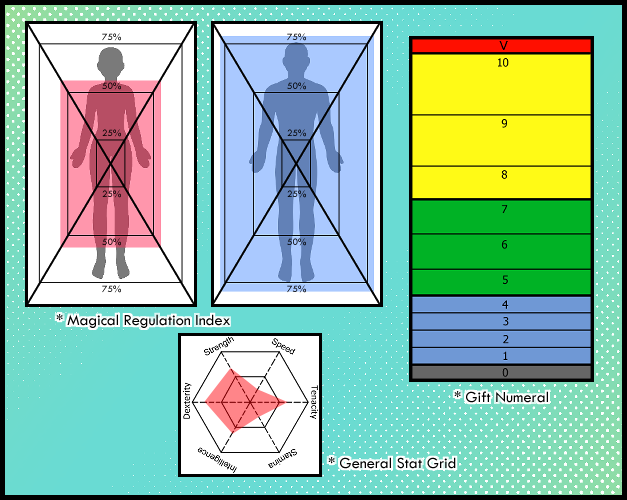 75%
50%
25%
25%
50%
75%
* Magical Regulation Index
75%
50%
25%
25%
50%
75%
V
10
9
8
7
6
5
4
3
2
1
0
* Gift Numeral
Strength
Speed
Dexterity
Tenacity
Intelligence
Stamina
* General Stat Grid